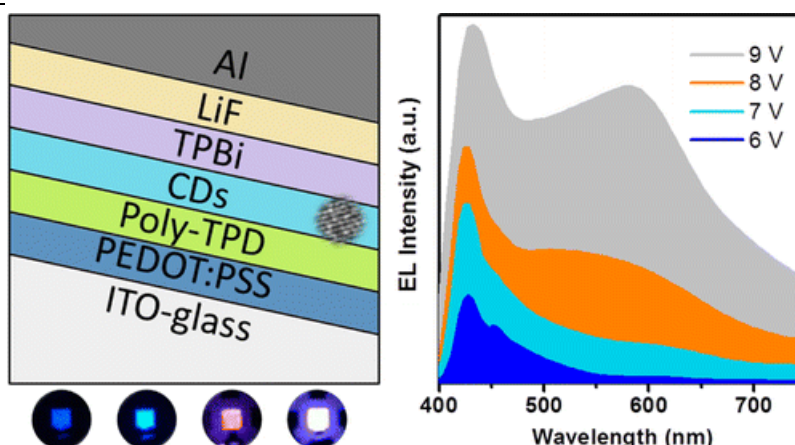 Al
LiF
TPBi
CDs
Poly-TPD
PEDOT:PSS
ITO-glass
EL Intensity (a.u.)
9 V
8 V
7 V
6 V
400 500 600 700
Wavelength (nm)